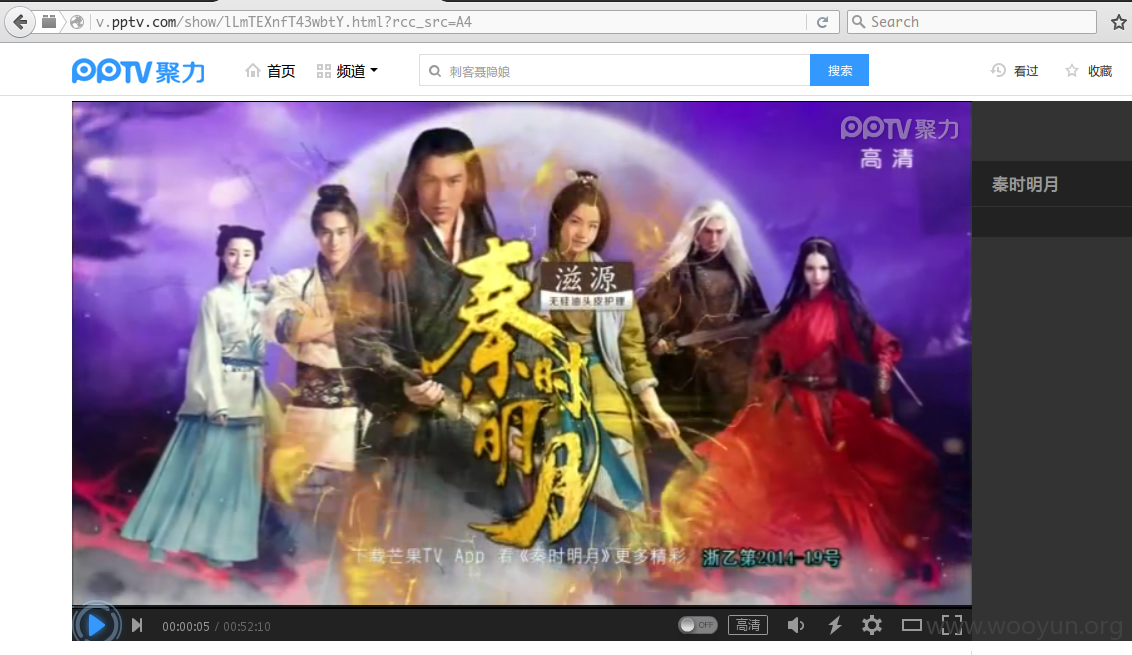 v.pptv.com/show/lLmTEXnfT43wbtY.html?rcc_src=A4
Search
PPTV聚力
首页
频道
刺客聂隐娘
搜索
看过
收藏
PPTV聚力
高清
秦时明月
滋源
无硅油头皮护理
秦时明月
下载芒果TV App 看《秦时明月》更多精彩
浙乙第2014-19号
00:00:05 / 00:52:10
OFF
高清
www.wooyun.org